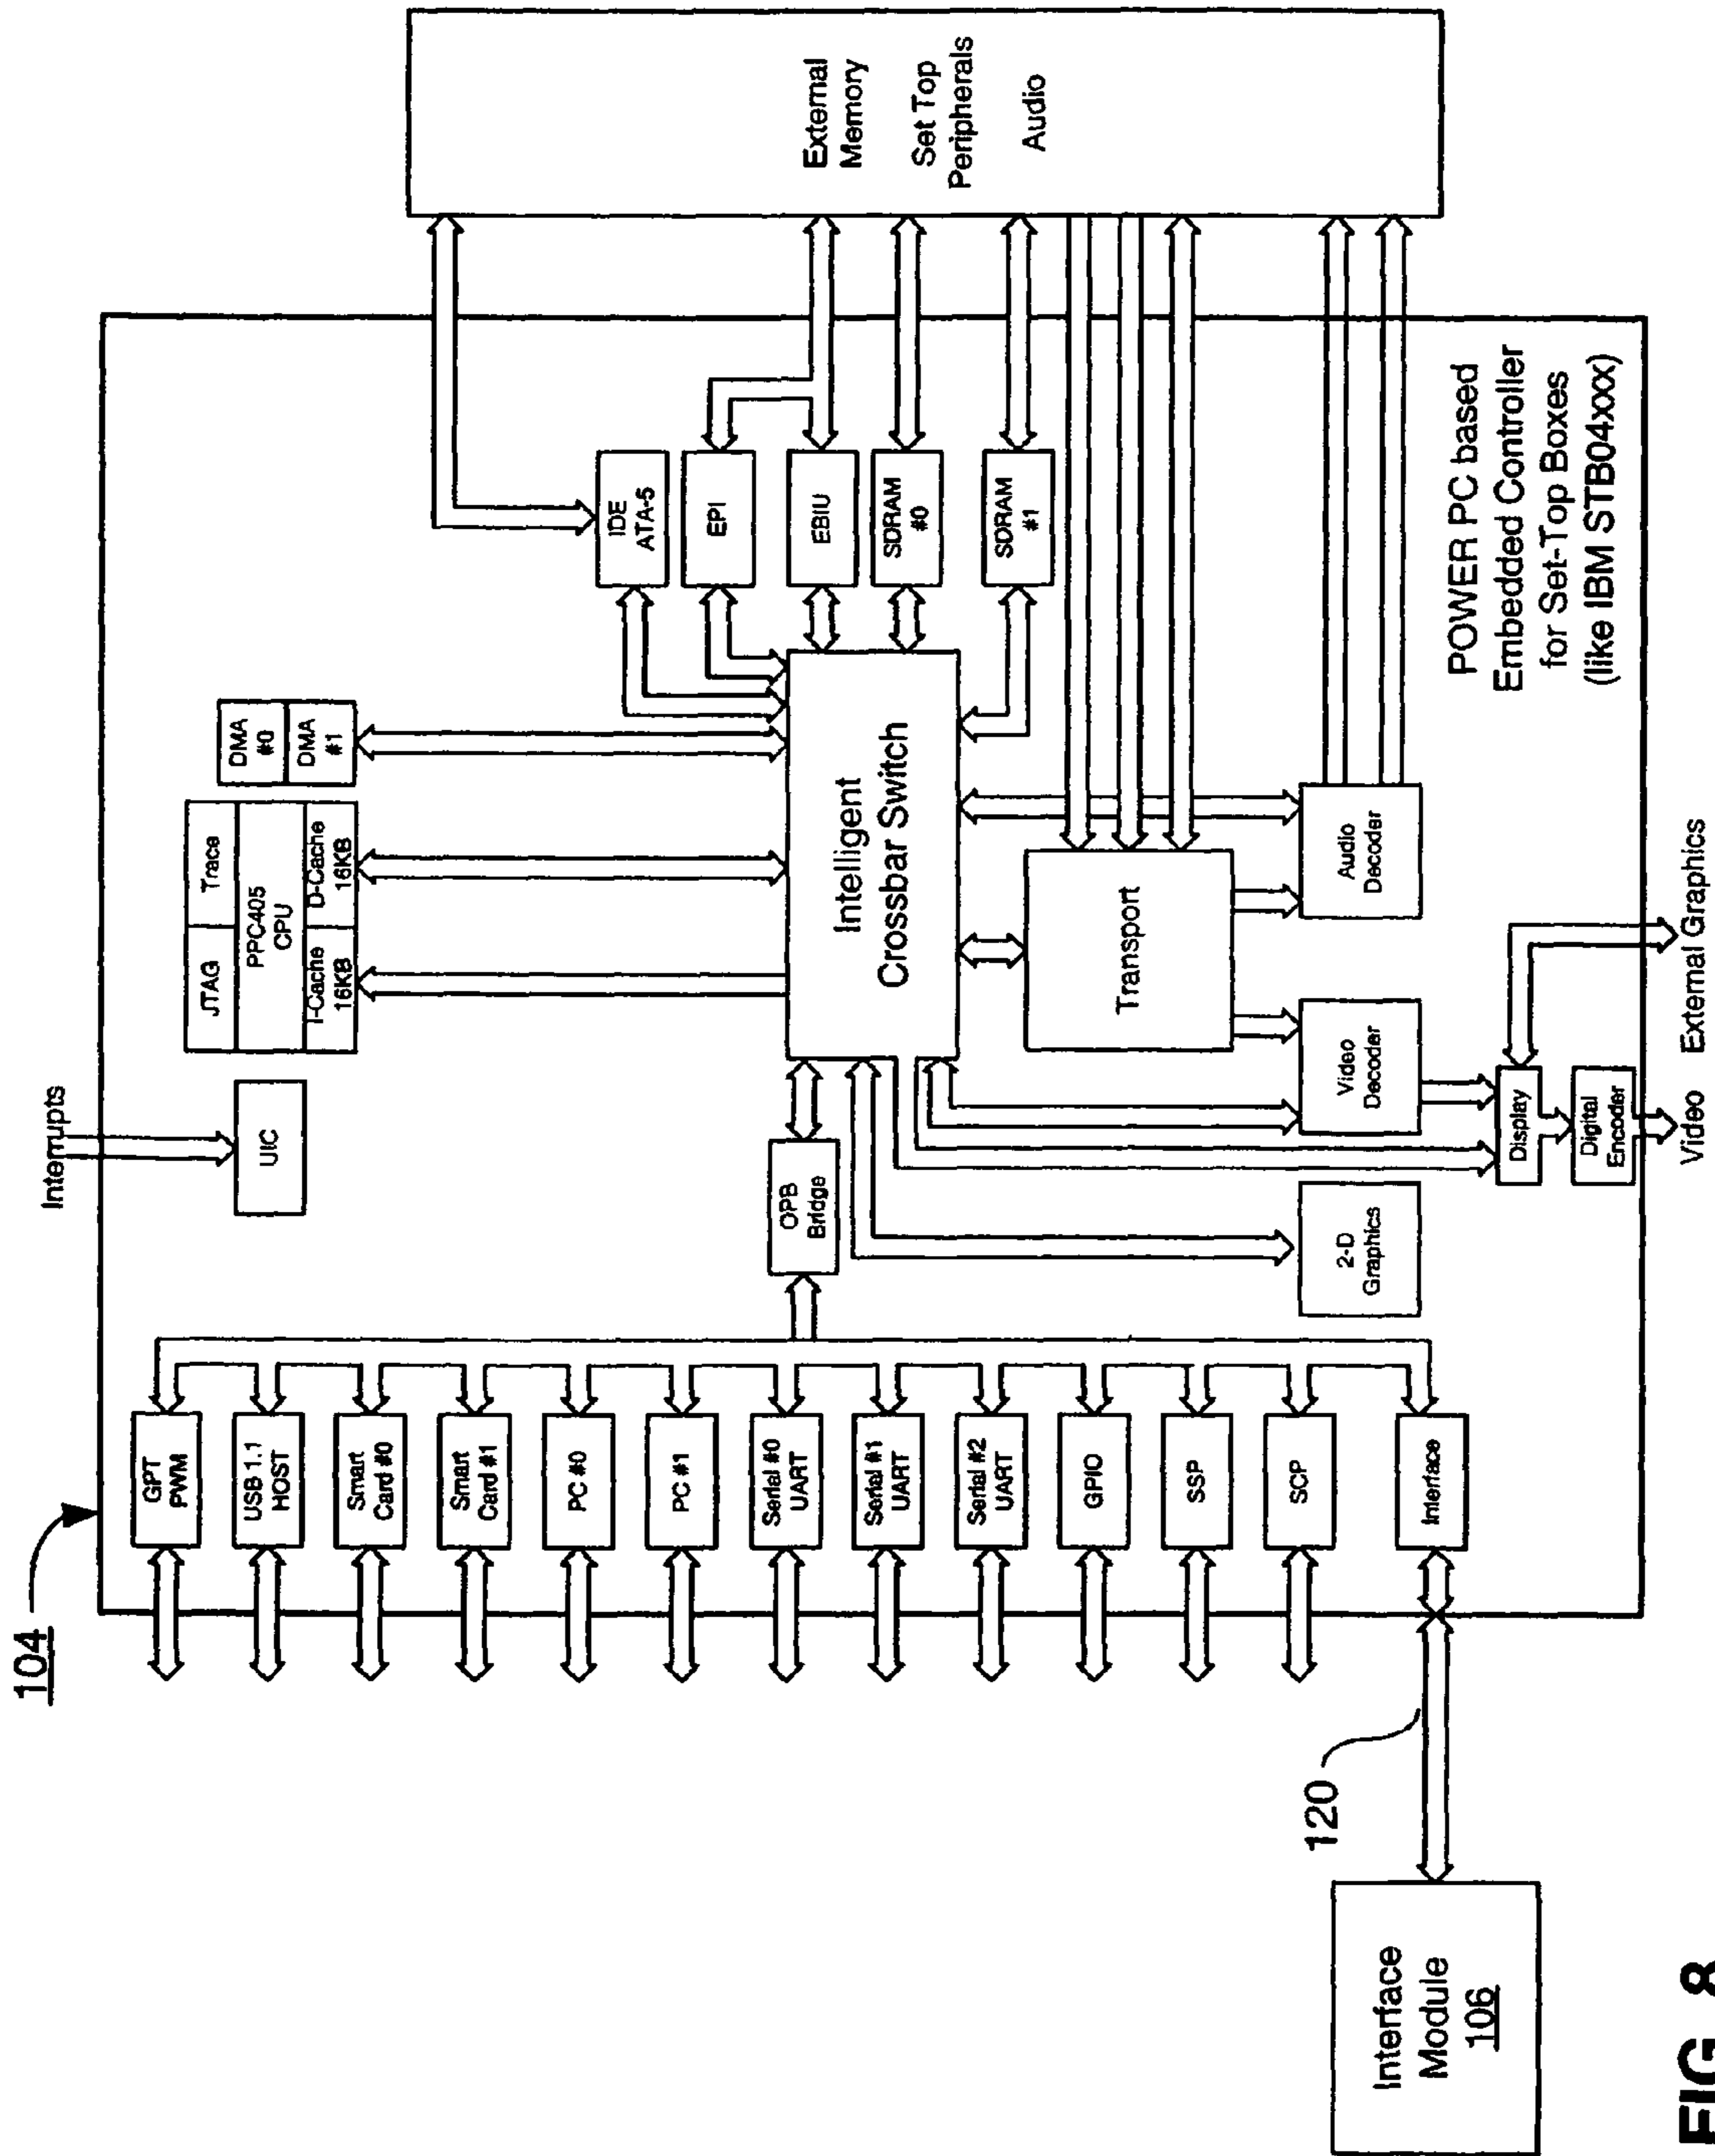 104
Interrupts
GPT
PWM
USB 1.1
HOST
Smart
Card #0
Smart
Card #1
PC #0
PC #1
Serial #0
UART
Serial #1
UART
Serial #2
UART
GPIO
SSP
SCP
Interface
120
Interface
Module
106
UIC
JTAG
Trace
PPC405
CPU
I-Cache
16KB
D-Cache
16KB
DMA
#0
DMA
#1
OPB
Bridge
Intelligent
Crossbar Switch
IDE
ATA-5
EPI
EBIU
SDRAM
#0
SDRAM
#1
Transport
2-D
Graphics
Video
Decoder
Audio
Decoder
Display
Digital
Encoder
Video
External Graphics
External
Memory
Set Top
Peripherals
Audio
POWER PC based
Embedded Controller
for Set-Top Boxes
(like IBM STB04xxx)
FIG. 8